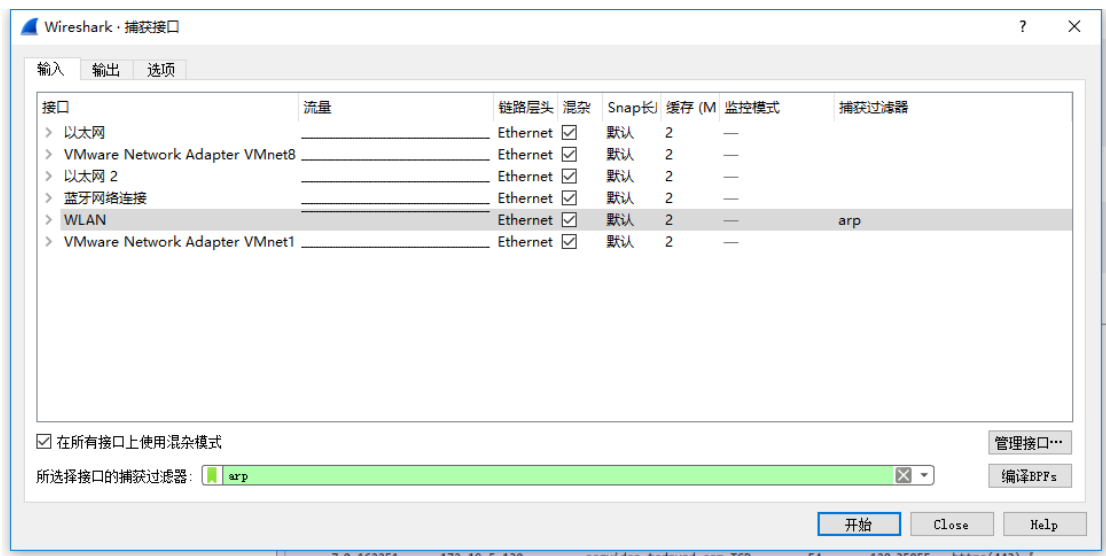 Wireshark · 捕获接口 ?
输入 输出 选项
接口 流量 链路层头 混杂 Snap长 缓存 (M 监控模式 捕获过滤器
以太网 Ethernet 默认 2 —
VMware Network Adapter VMnet8 Ethernet 默认 2 —
以太网 2 Ethernet 默认 2 —
蓝牙网络连接 Ethernet 默认 2 —
WLAN Ethernet 默认 2 — arp
VMware Network Adapter VMnet1 Ethernet 默认 2 —
在所有接口上使用混杂模式 管理接口…
所选择接口的捕获过滤器: arp 编译BPFs
开始 Close Help